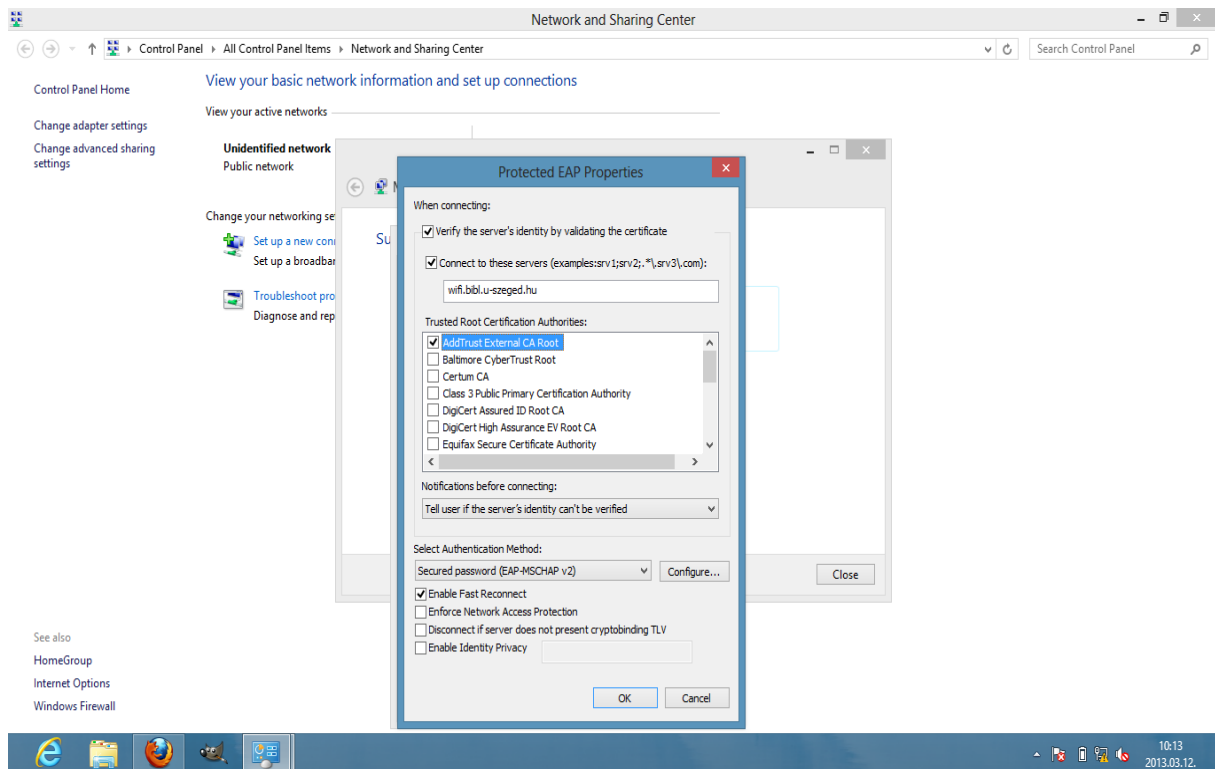 Network and Sharing Center
Control Panel
All Control Panel Items
Network and Sharing Center
Search Control Panel
Control Panel Home
Change adapter settings
Change advanced sharing
settings
See also
HomeGroup
Internet Options
Windows Firewall
View your basic network information and set up connections
View your active networks
Unidentified network
Public network
Change your networking se
Set up a new con
Set up a broadbar
Troubleshoot pro
Diagnose and rep
Su
Close
Protected EAP Properties
When connecting:
Verify the server's identity by validating the certificate
Connect to these servers (examples:srv1;srv2;.*\.srv3\.com):
wifi.bibl.u-szeged.hu
Trusted Root Certification Authorities:
AddTrust External CA Root
Baltimore CyberTrust Root
Certum CA
Class 3 Public Primary Certification Authority
DigiCert Assured ID Root CA
DigiCert High Assurance EV Root CA
Equifax Secure Certificate Authority
Notifications before connecting:
Tell user if the server's identity can't be verified
Select Authentication Method:
Secured password (EAP-MSCHAP v2)
Configure...
Enable Fast Reconnect
Enforce Network Access Protection
Disconnect if server does not present cryptobinding TLV
Enable Identity Privacy
OK
Cancel
10:13
2013.03.12.